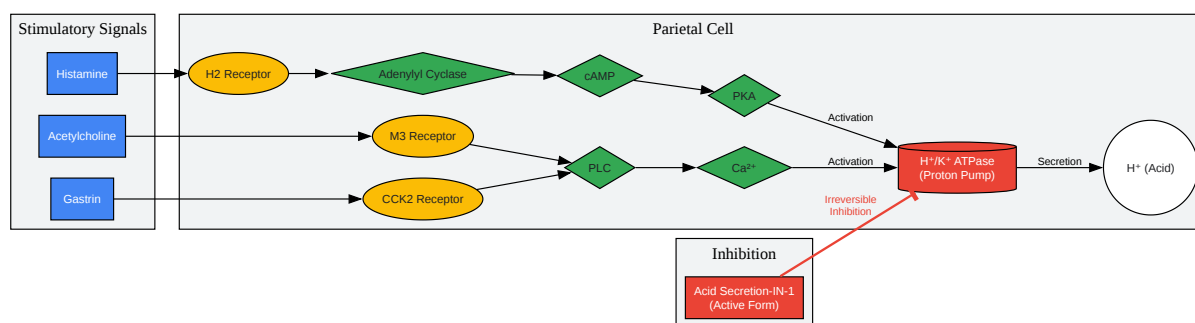 Stimulatory Signals
Parietal Cell
Histamine
H2 Receptor
Adenylyl Cyclase
cAMP
PKA
Activation
Acetylcholine
M3 Receptor
Gastrin
CCK2 Receptor
PLC
Ca²⁺
Activation
H⁺/K⁺ ATPase
(Proton Pump)
Secretion
H⁺ (Acid)
Irreversible
Inhibition
Inhibition
Acid Secretion-IN-1
(Active Form)